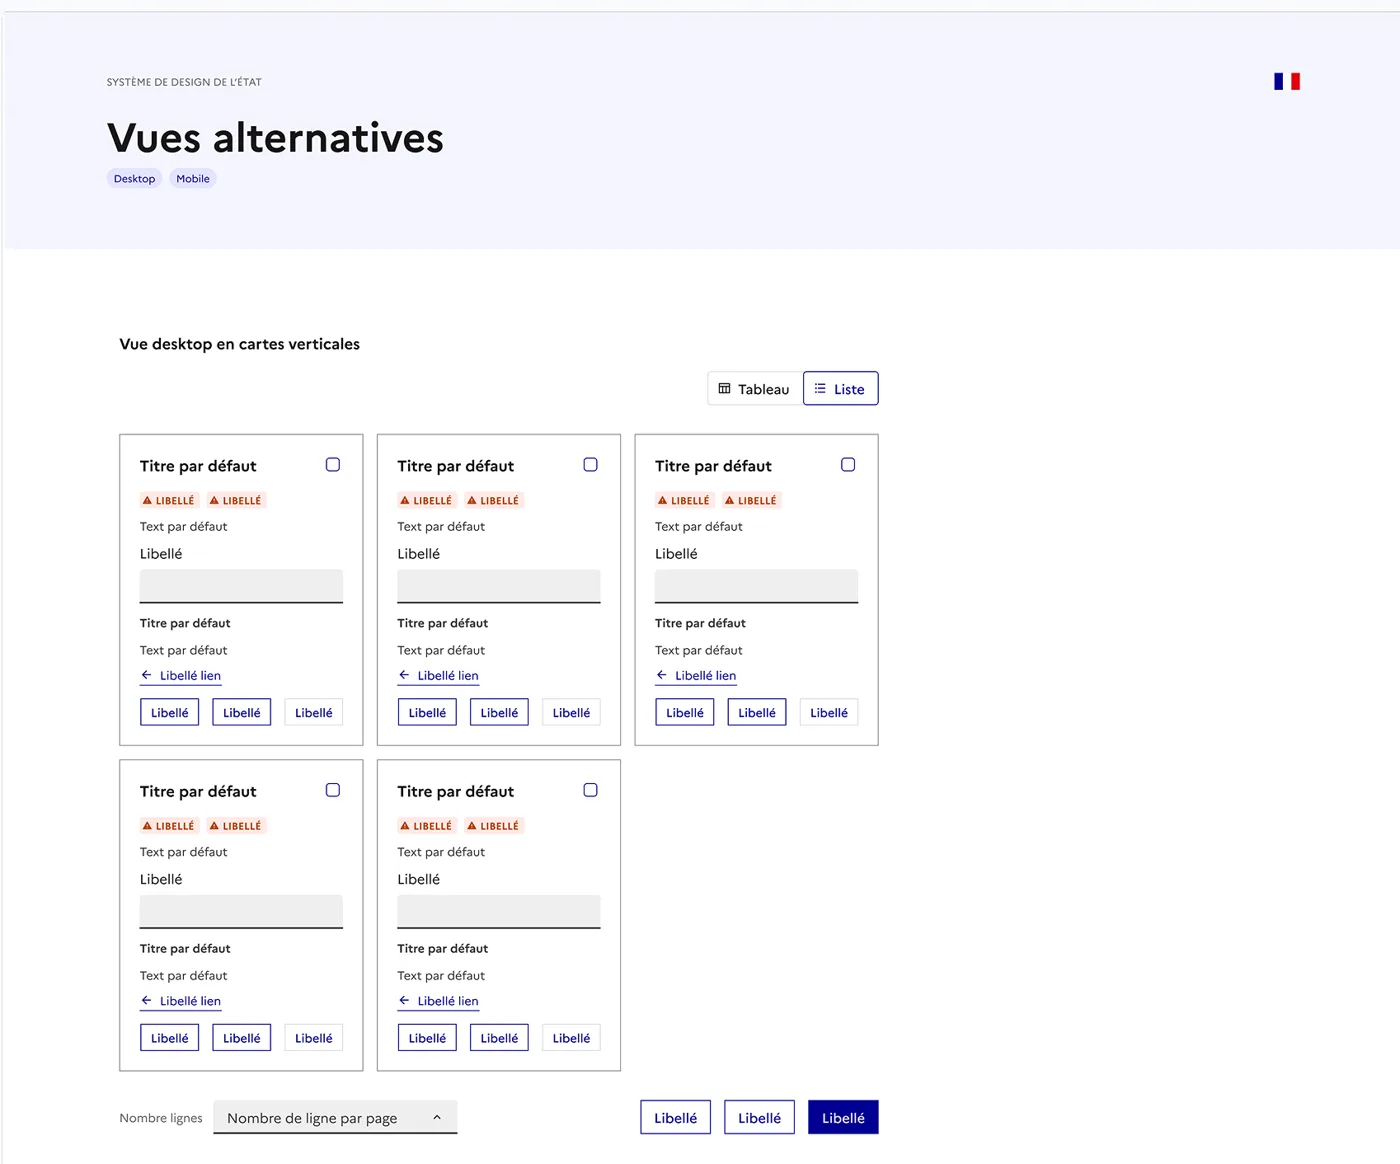 SYSTÈME DE DESIGN DE L'ÉTAT
Vues alternatives
Desktop Mobile
Vue desktop en cartes verticales
Tableau Liste
Titre par défaut
LIBELLÉ LIBELLÉ
Text par défaut
Libellé
Titre par défaut
Text par défaut
Libellé lien
Libellé Libellé Libellé
Titre par défaut
LIBELLÉ LIBELLÉ
Text par défaut
Libellé
Titre par défaut
Text par défaut
Libellé lien
Libellé Libellé Libellé
Titre par défaut
LIBELLÉ LIBELLÉ
Text par défaut
Libellé
Titre par défaut
Text par défaut
Libellé lien
Libellé Libellé Libellé
Titre par défaut
LIBELLÉ LIBELLÉ
Text par défaut
Libellé
Titre par défaut
Text par défaut
Libellé lien
Libellé Libellé Libellé
Titre par défaut
LIBELLÉ LIBELLÉ
Text par défaut
Libellé
Titre par défaut
Text par défaut
Libellé lien
Libellé Libellé Libellé
Nombre lignes Nombre de ligne par page Libellé Libellé Libellé